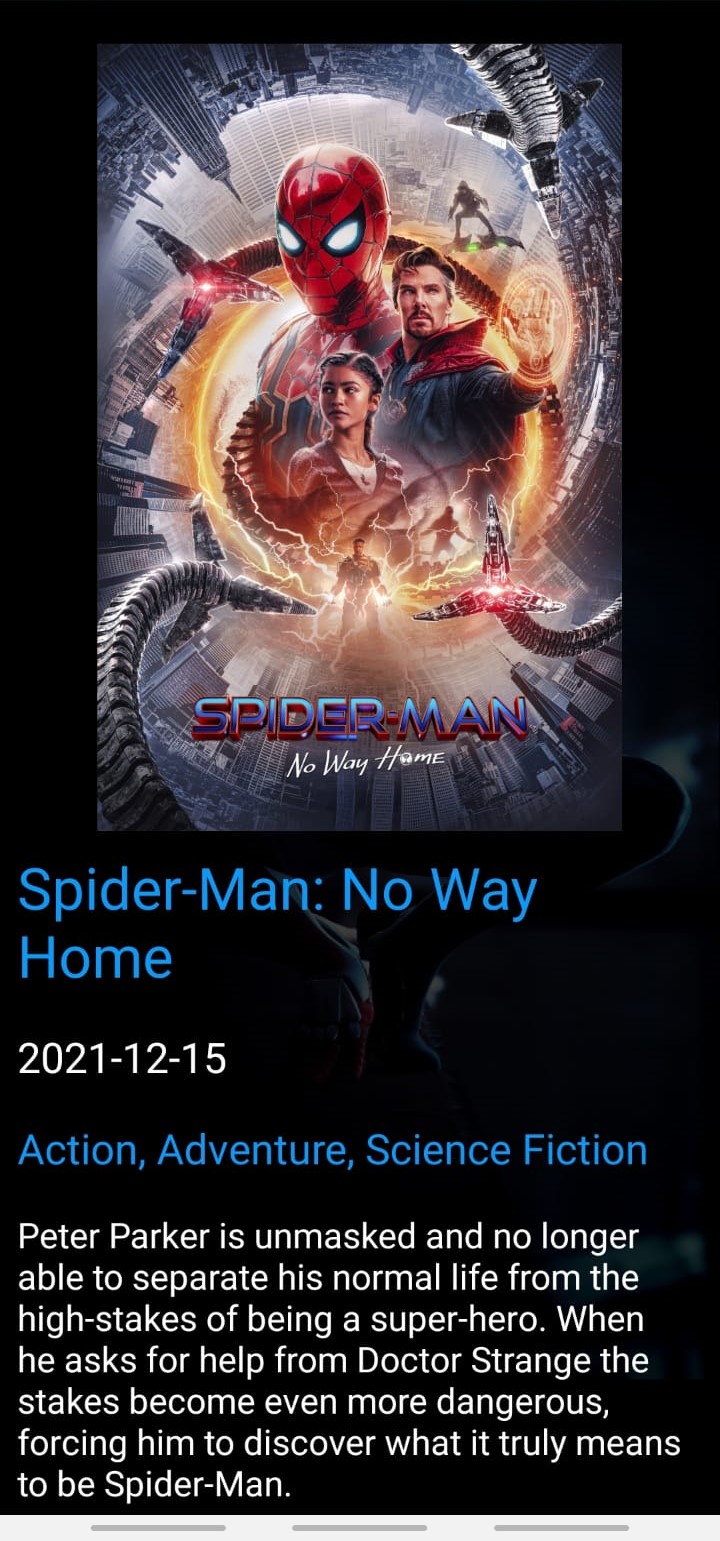 SPIDER-MAN
No Way Home
Spider-Man: No Way
Home
2021-12-15
Action, Adventure, Science Fiction
Peter Parker is unmasked and no longer
able to separate his normal life from the
high-stakes of being a super-hero. When
he asks for help from Doctor Strange the
stakes become even more dangerous,
forcing him to discover what it truly means
to be Spider-Man.